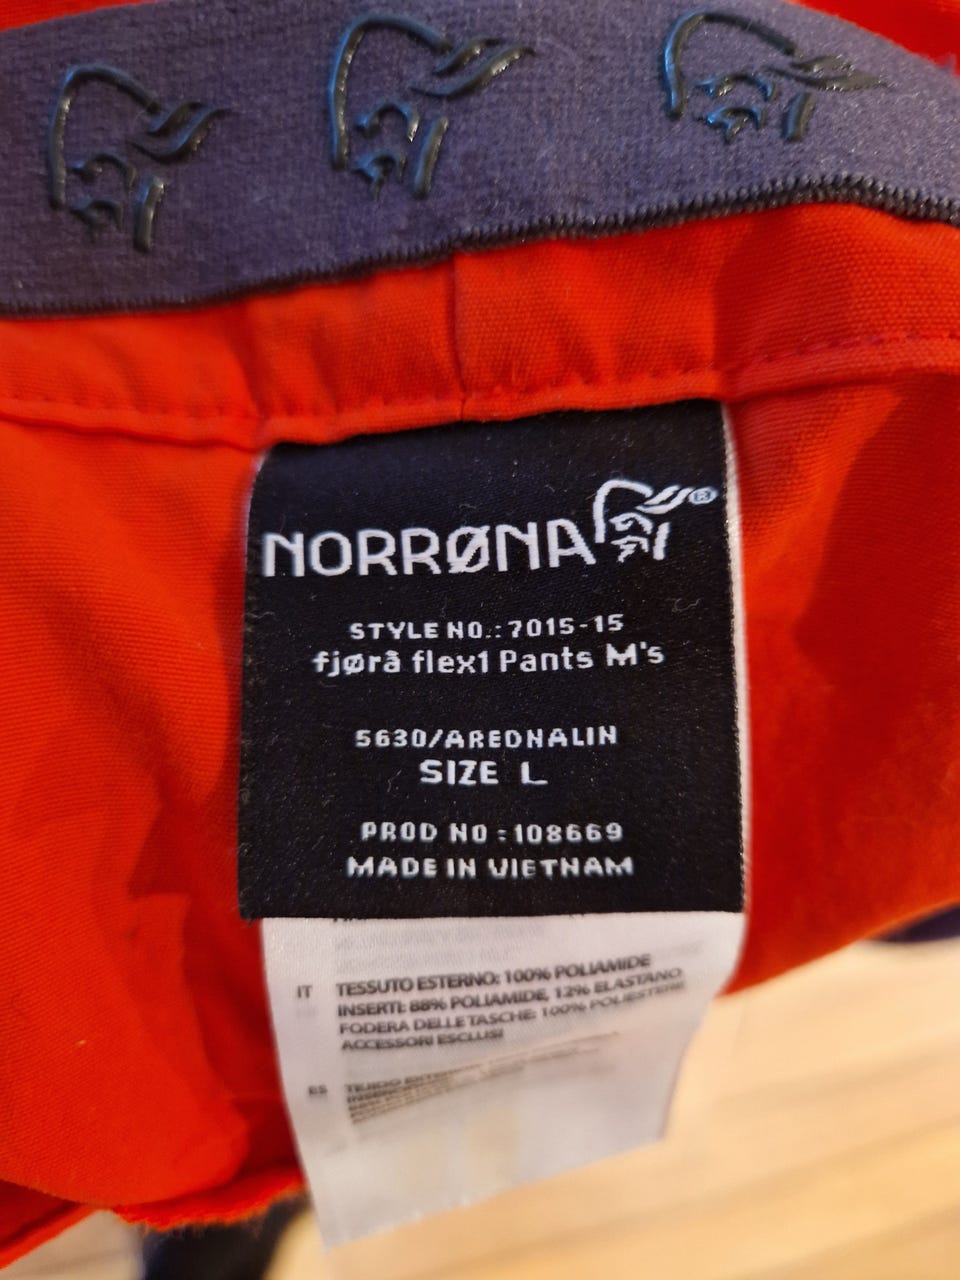 NORRØNA®
STYLE NO.: 7015-15
fjørå flex1 Pants M's
5630/AREDNALIN
SIZE L
PROD NO : 108669
MADE IN VIETNAM
IT TESSUTO ESTERNO: 100% POLIAMIDE
INSERTI: 88% POLIAMIDE, 12% ELASTANO
FODERA DELLE TASCHE: 100% POLIESTERE
ACCESSORI ESCLUSI
ES TEJIDO